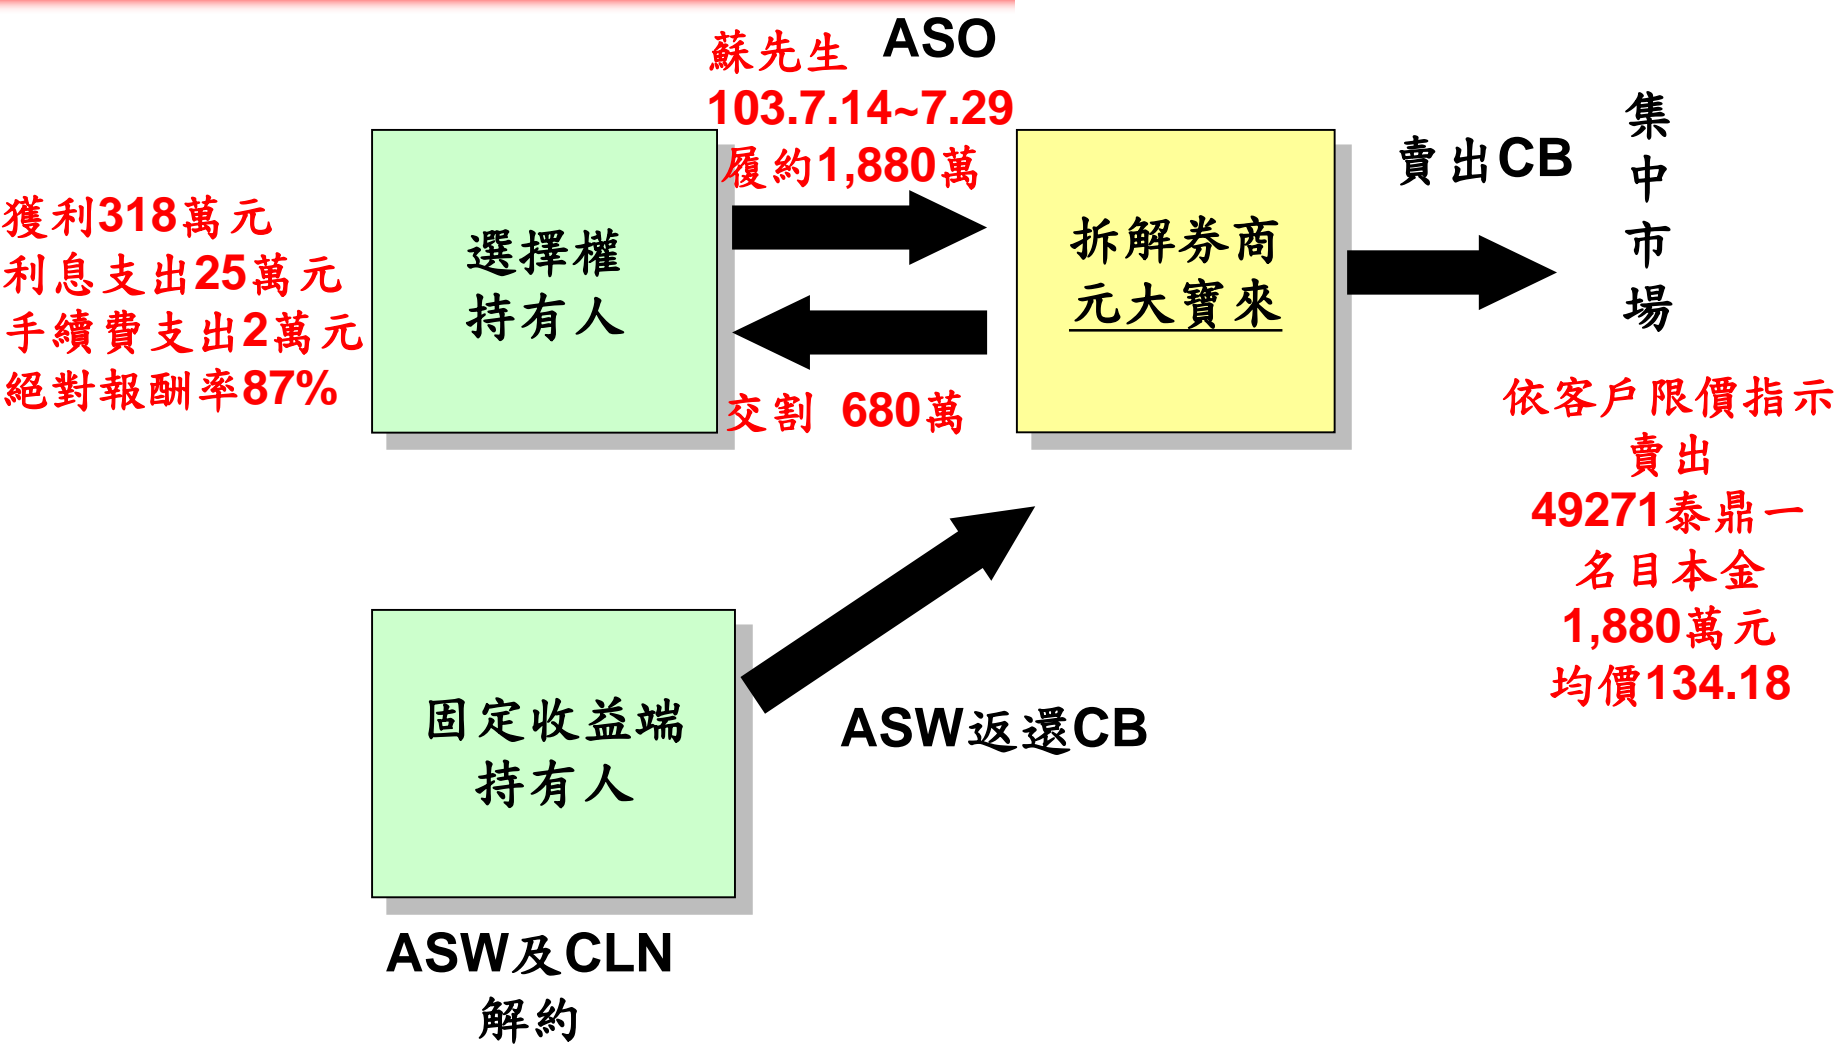 ASO
蘇先生
103.7.14~7.29
履約1,880萬
獲利318萬元
利息支出25萬元
手續費支出2萬元
絕對報酬率87%
選擇權
持有人
交割 680萬
拆解券商
元大寶來
賣出CB
集
中
市
場
依客戶限價指示
賣出
49271泰鼎一
名目本金
1,880萬元
均價134.18
固定收益端
持有人
ASW返還CB
ASW及CLN
解約